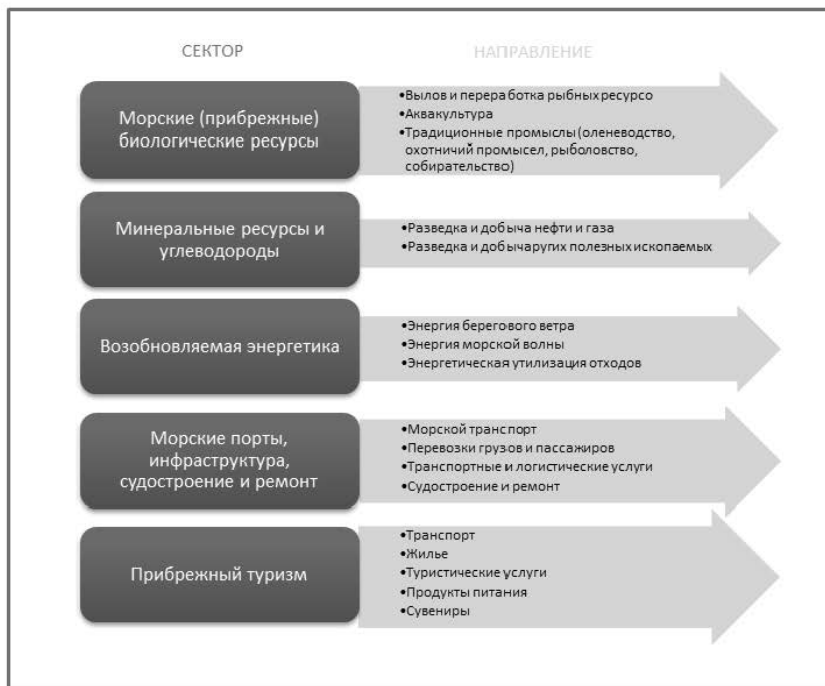 СЕКТОР
НАПРАВЛЕНИЕ
Морские (прибрежные)
биологические ресурсы
•Вылов и переработка рыбных ресурсо
•Аквакультура
•Традиционные промыслы (оленеводство,
охотничий промысел, рыболовство,
собирательство)
Минеральные ресурсы и
углеводороды
•Разведка и добыча нефти и газа
•Разведка и добычаругих полезных ископаемых
Возобновляемая энергетика
•Энергия берегового ветра
•Энергия морской волны
•Энергетическая утилизация отходов
Морские порты,
инфраструктура,
судостроение и ремонт
•Морской транспорт
•Перевозки грузов и пассажиров
•Транспортные и логистические услуги
•Судостроение и ремонт
Прибрежный туризм
•Транспорт
•Жилье
•Туристические услуги
•Продукты питания
•Сувениры